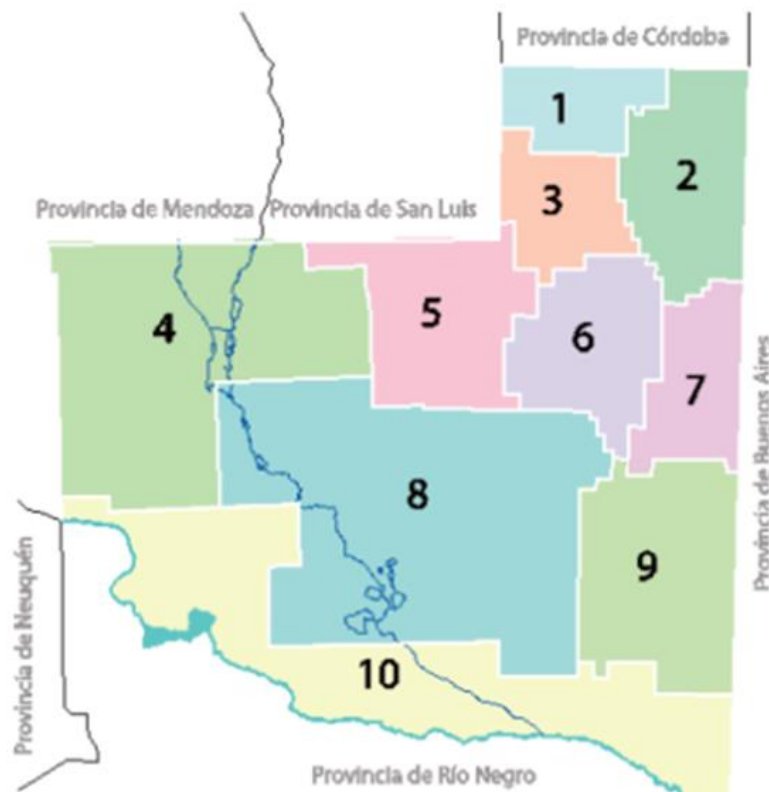 Provincia de Córdoba
1
2
3
Provincia de Mendoza
Provincia de San Luis
4
5
6
7
Provincia de Buenos Aires
8
9
Provincia de Neuquén
10
Provincia de Río Negro